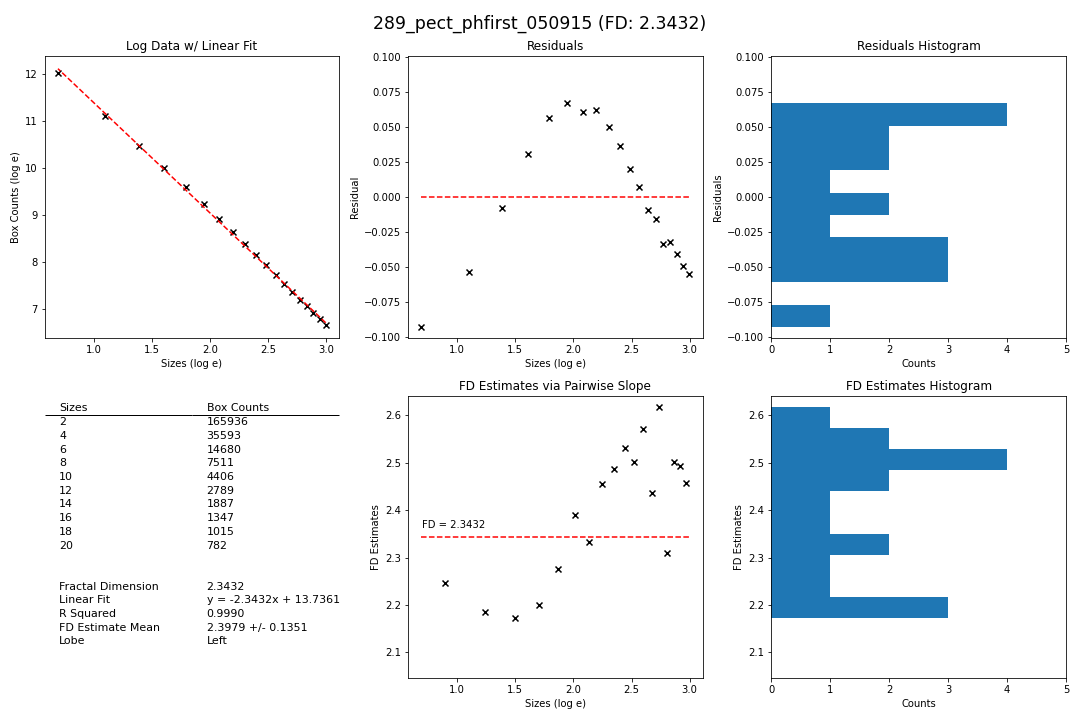 289_pect_phfirst_050915 (FD: 2.3432)
Log Data w/ Linear Fit
12
11
10
9
8
7
Box Counts (log e)
1.0 1.5 2.0 2.5 3.0
Sizes (log e)
Residuals
0.100
0.075
0.050
0.025
0.000
−0.025
−0.050
−0.075
−0.100
Residual
1.0 1.5 2.0 2.5 3.0
Sizes (log e)
Residuals Histogram
0.100
0.075
0.050
0.025
0.000
−0.025
−0.050
−0.075
−0.100
Residuals
0 1 2 3 4 5
Counts
Sizes Box Counts
2 165936
4 35593
6 14680
8 7511
10 4406
12 2789
14 1887
16 1347
18 1015
20 782
Fractal Dimension 2.3432
Linear Fit y = -2.3432x + 13.7361
R Squared 0.9990
FD Estimate Mean 2.3979 +/- 0.1351
Lobe Left
FD Estimates via Pairwise Slope
2.6
2.5
2.4
2.3
2.2
2.1
FD Estimates
FD = 2.3432
1.0 1.5 2.0 2.5 3.0
Sizes (log e)
FD Estimates Histogram
2.6
2.5
2.4
2.3
2.2
2.1
FD Estimates
0 1 2 3 4 5
Counts